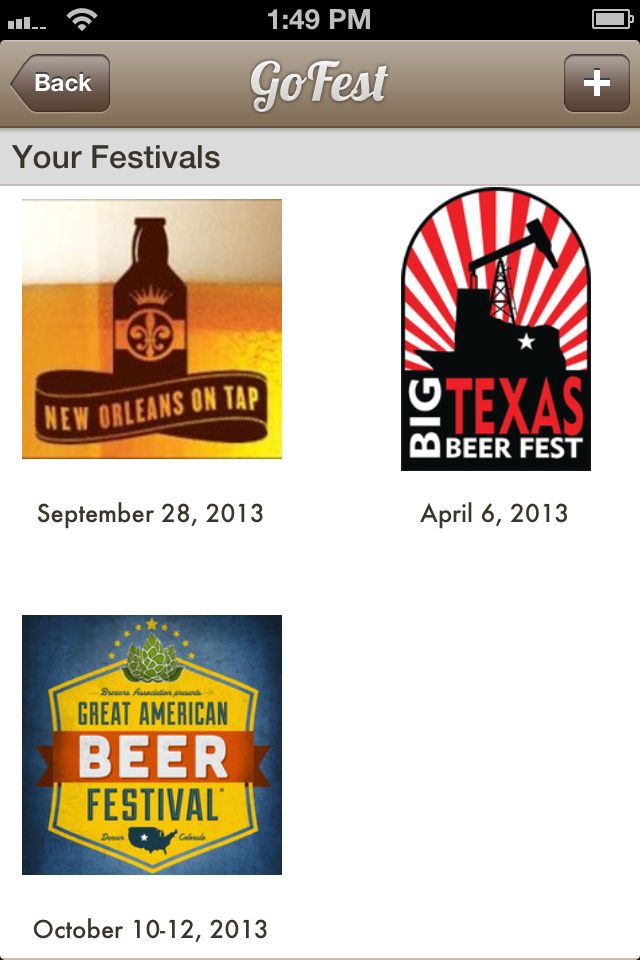 1:49 PM
Back
GoFest
+
Your Festivals
NEW ORLEANS ON TAP
September 28, 2013
BIG
TEXAS
BEER FEST
April 6, 2013
Brewers Association presents
GREAT AMERICAN
BEER
FESTIVAL
Denver Colorado
October 10-12, 2013